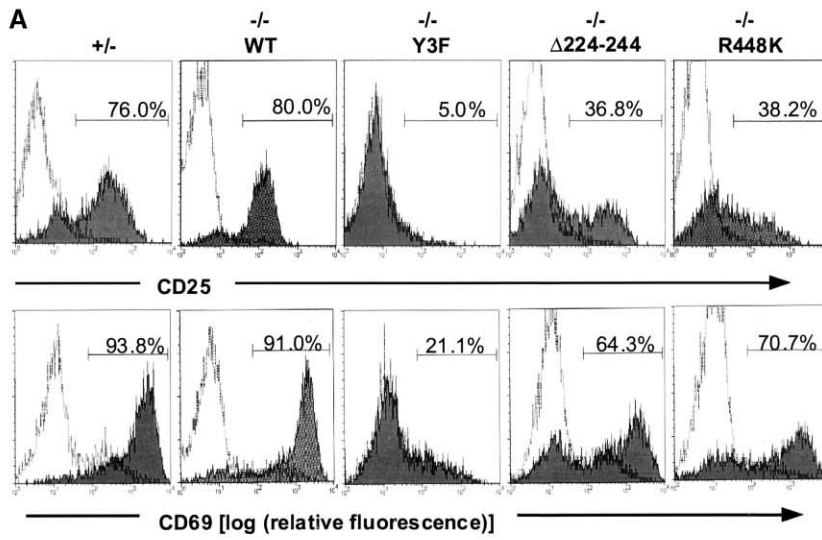 A
-/- -/- -/- -/-
+/- WT Y3F Δ224-244 R448K
76.0% 80.0% 5.0% 36.8% 38.2%
CD25
93.8% 91.0% 21.1% 64.3% 70.7%
CD69 [log (relative fluorescence)]